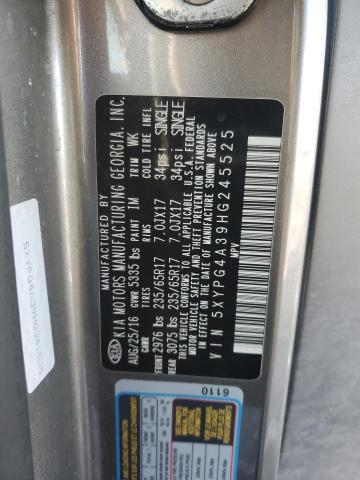 KIA
MANUFACTURED BY
KIA MOTORS MANUFACTURING GEORGIA, INC.
AUG/25/16 GVWR 5335 lbs PAINT IM TRIM WK
GAWR TIRES RIMS COLD TIRE INFL
FRONT 2976 lbs 235/65R17 7.0JX17 34psi SINGLE
REAR 3075 lbs 235/65R17 7.0JX17 34psi SINGLE
THIS VEHICLE CONFORMS TO ALL APPLICABLE U.S.A. FEDERAL
MOTOR VEHICLE SAFETY, BUMPER, AND THEFT PREVENTION STANDARDS
IN EFFECT ON THE DATE OF MANUFACTURE SHOWN ABOVE.
VIN 5XYPG4A39HG245525
MPV
6110